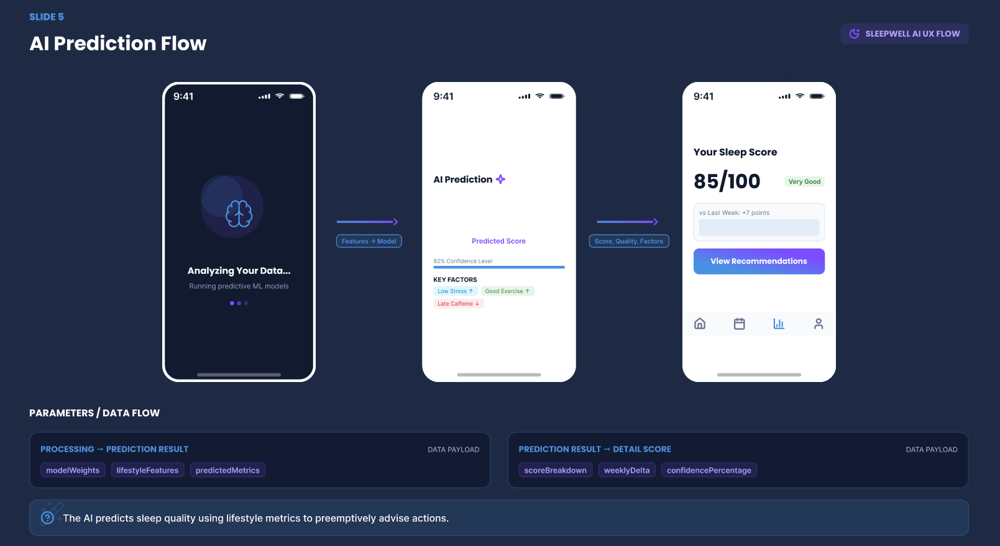 SLIDE 5
AI Prediction Flow
SLEEPWELL AI UX FLOW
9:41
Analyzing Your Data...
Running predictive ML models
Features → Model
9:41
AI Prediction
Predicted Score
92% Confidence Level
KEY FACTORS
Low Stress ↑
Good Exercise ↑
Late Caffeine ↓
Score, Quality, Factors
9:41
Your Sleep Score
85/100
Very Good
vs Last Week: +7 points
View Recommendations
PARAMETERS / DATA FLOW
PROCESSING → PREDICTION RESULT
DATA PAYLOAD
modelWeights
lifestyleFeatures
predictedMetrics
PREDICTION RESULT → DETAIL SCORE
DATA PAYLOAD
scoreBreakdown
weeklyDelta
confidencePercentage
The AI predicts sleep quality using lifestyle metrics to preemptively advise actions.